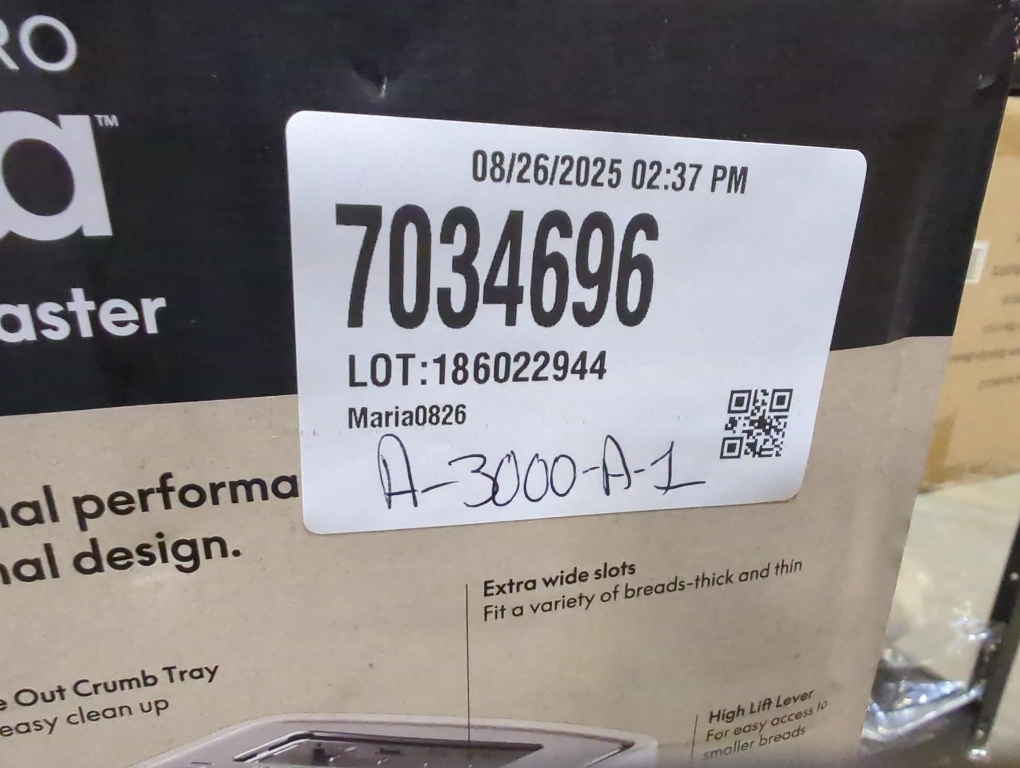 RO
a™
aster
08/26/2025 02:37 PM
7034696
LOT:186022944
Maria0826
A-3000-A-1
nal performa
nal design.
Extra wide slots
Fit a variety of breads-thick and thin
e Out Crumb Tray
easy clean up
High Lift Lever
For easy access to
smaller breads